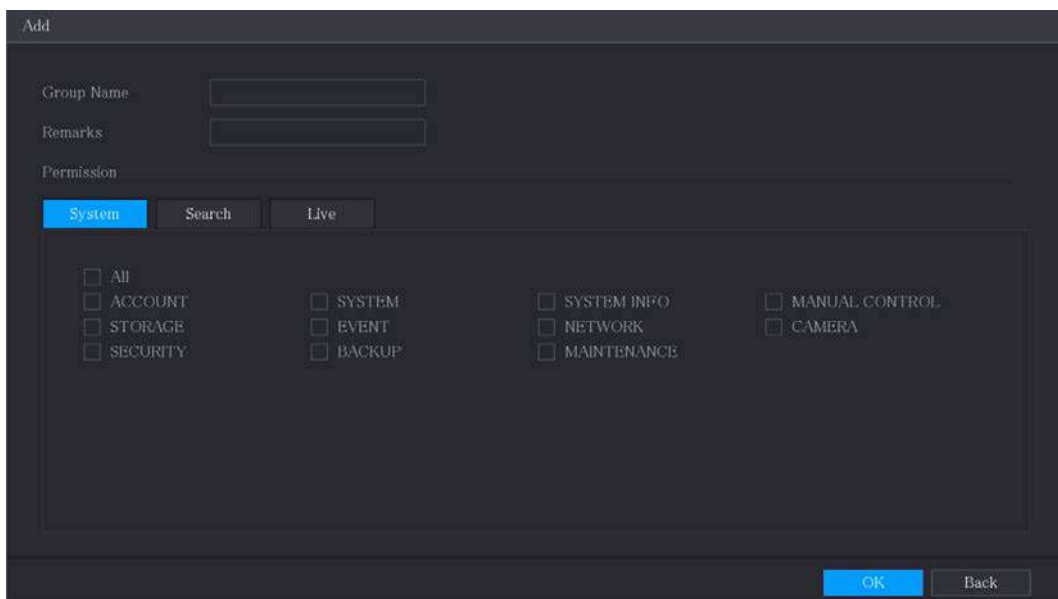 Add
Group Name
Remarks
Permission
System Search Live
All
ACCOUNT SYSTEM SYSTEM INFO MANUAL CONTROL
STORAGE EVENT NETWORK CAMERA
SECURITY BACKUP MAINTENANCE
OK Back